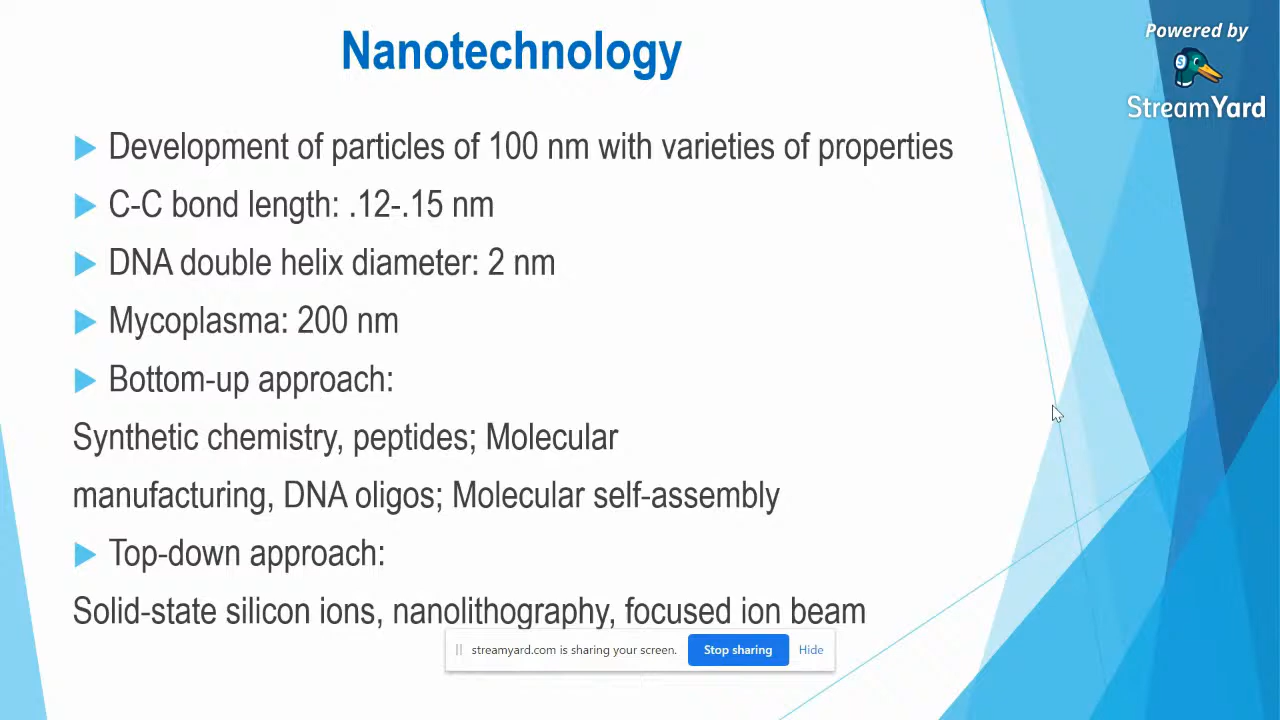 Nanotechnology
Powered by
StreamYard
Development of particles of 100 nm with varieties of properties
C-C bond length: .12-.15 nm
DNA double helix diameter: 2 nm
Mycoplasma: 200 nm
Bottom-up approach:
Synthetic chemistry, peptides; Molecular
manufacturing, DNA oligos; Molecular self-assembly
Top-down approach:
Solid-state silicon ions, nanolithography, focused ion beam
streamyard.com is sharing your screen. Stop sharing Hide